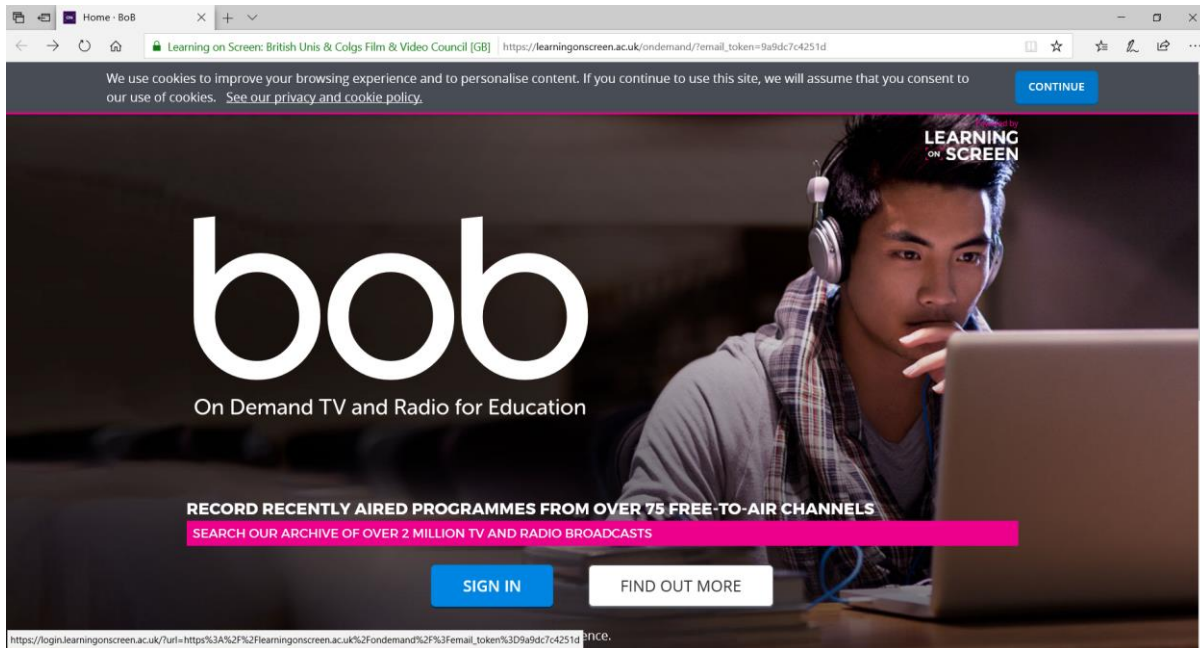 Home · BoB
Learning on Screen: British Unis & Colgs Film & Video Council [GB] https://learningonscreen.ac.uk/ondemand/?email_token=9a9dc7c4251d
We use cookies to improve your browsing experience and to personalise content. If you continue to use this site, we will assume that you consent to
our use of cookies. See our privacy and cookie policy.
CONTINUE
Powered by
LEARNING
ON SCREEN
bob
On Demand TV and Radio for Education
RECORD RECENTLY AIRED PROGRAMMES FROM OVER 75 FREE-TO-AIR CHANNELS
SEARCH OUR ARCHIVE OF OVER 2 MILLION TV AND RADIO BROADCASTS
SIGN IN
FIND OUT MORE
https://login.learningonscreen.ac.uk/?url=https%3A%2F%2Flearningonscreen.ac.uk%2Fondemand%2F%3Femail_token%3D9a9dc7c4251d